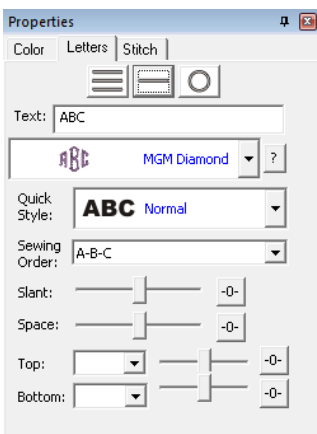 Properties
Color Letters Stitch
Text: ABC
ABC MGM Diamond ?
Quick Style: ABC Normal
Sewing Order: A-B-C
Slant: -0-
Space: -0-
Top: -0-
Bottom: -0-